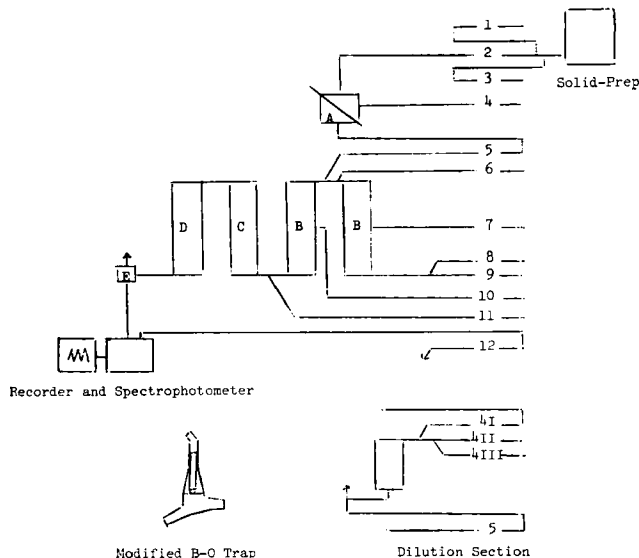 1
2
3
Solid-Prep
A
4
5
6
D
C
B
B
7
8
9
E
10
11
12
Recorder and Spectrophotometer
4I
4II
4III
5
Modified B-O Trap
Dilution Section